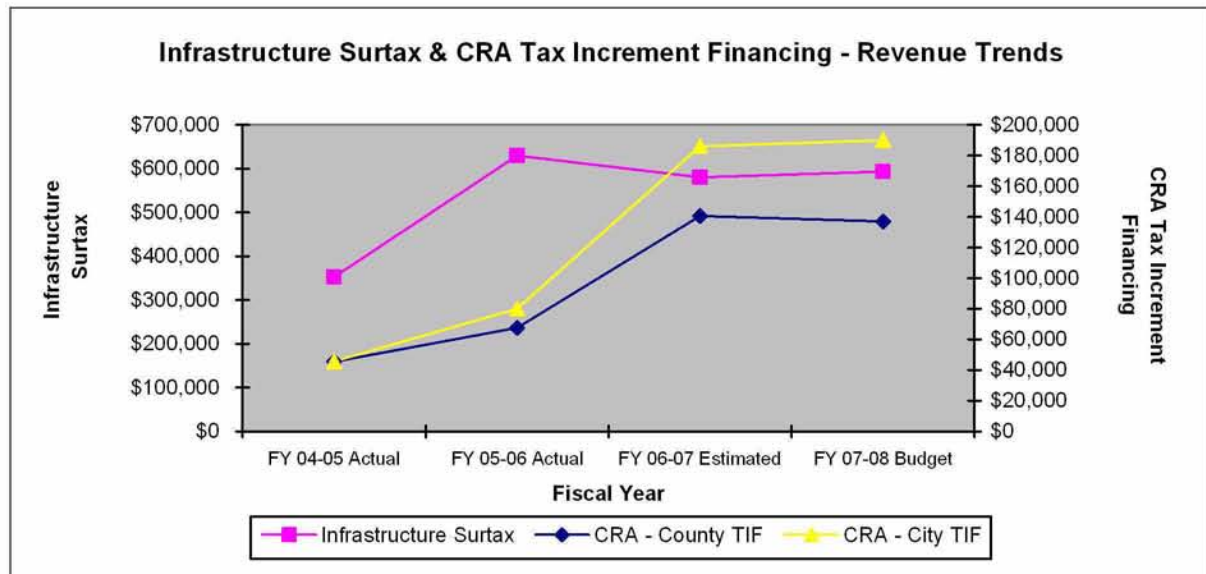 Infrastructure Surtax & CRA Tax Increment Financing - Revenue Trends
$700,000
$600,000
$500,000
$400,000
$300,000
$200,000
$100,000
$0
Infrastructure
Surtax
$200,000
$180,000
$160,000
$140,000
$120,000
$100,000
$80,000
$60,000
$40,000
$20,000
$0
CRA Tax Increment
Financing
FY 04-05 Actual FY 05-06 Actual FY 06-07 Estimated FY 07-08 Budget
Fiscal Year
Infrastructure Surtax CRA - County TIF CRA - City TIF